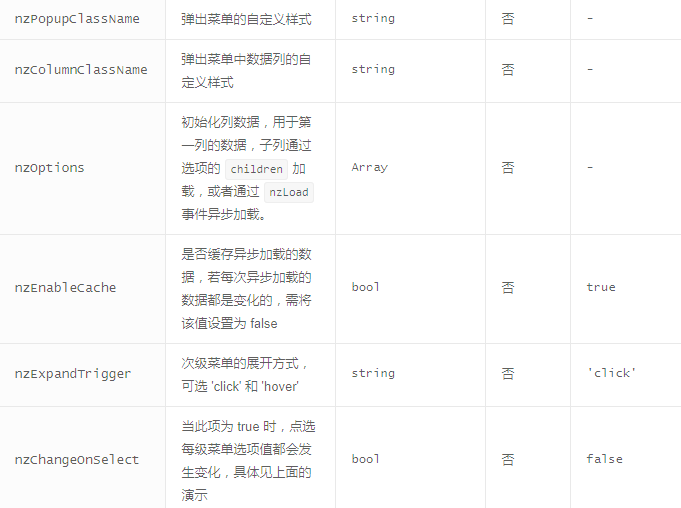 nzPopupClassName 弹出菜单的自定义样式 string 否 -
nzColumnClassName 弹出菜单中数据列的自
定义样式 string 否 -
nzOptions 初始化列数据，用于第
一列的数据，子列通过
选项的 children 加
载，或者通过 nzLoad
事件异步加载。 Array 否 -
nzEnableCache 是否缓存异步加载的数
据，若每次异步加载的
数据都是变化的，需将
该值设置为 false bool 否 true
nzExpandTrigger 次级菜单的展开方式，
可选 'click' 和 'hover' string 否 'click'
nzChangeOnSelect 当此项为 true 时，点选
每级菜单选项值都会发
生变化，具体见上面的
演示 bool 否 false